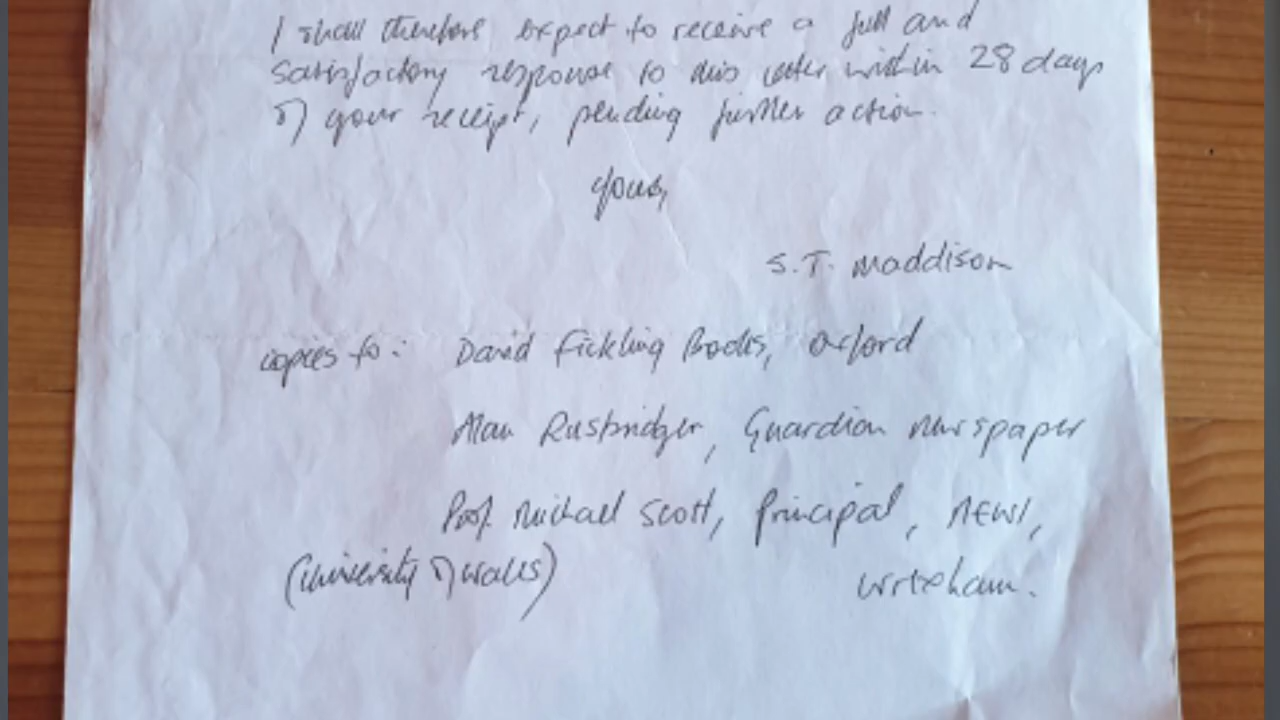 I shall therefore expect to receive a full and
satisfactory response to this letter within 28 days
of your receipt, pending further action.
Yours,
S.T. Maddison
copies to: David Fickling Books, Oxford
Alan Rusbridger, Guardian newspaper
Prof. Michael Scott, Principal, NEWI,
(University of Wales)
Wrexham.